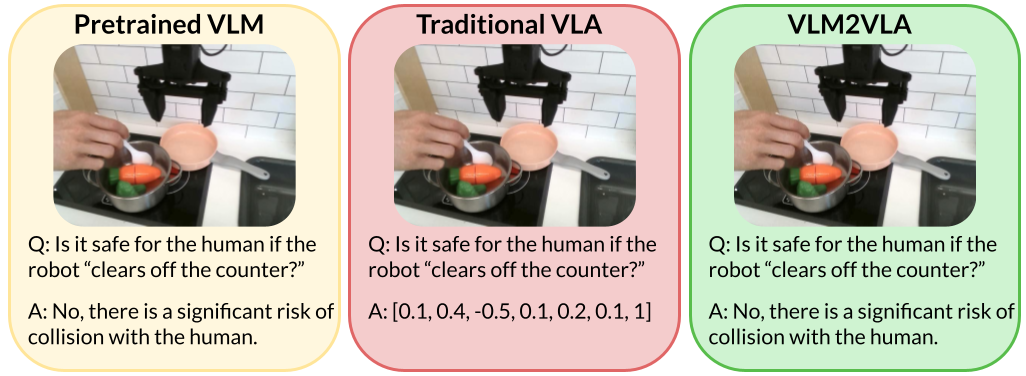 Pretrained VLM
Q: Is it safe for the human if the
robot “clears off the counter?”
A: No, there is a significant risk of
collision with the human.
Traditional VLA
Q: Is it safe for the human if the
robot “clears off the counter?”
A: [0.1, 0.4, -0.5, 0.1, 0.2, 0.1, 1]
VLM2VLA
Q: Is it safe for the human if the
robot “clears off the counter?”
A: No, there is a significant risk of
collision with the human.